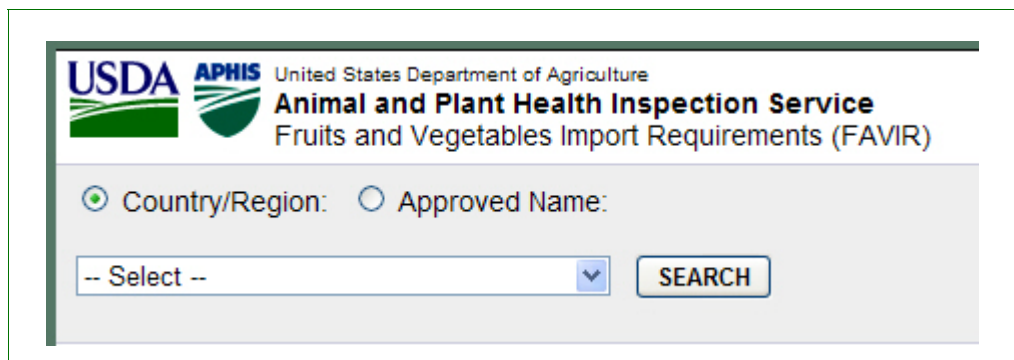 USDA APHIS United States Department of Agriculture
Animal and Plant Health Inspection Service
Fruits and Vegetables Import Requirements (FAVIR)
Country/Region: Approved Name:
-- Select -- SEARCH